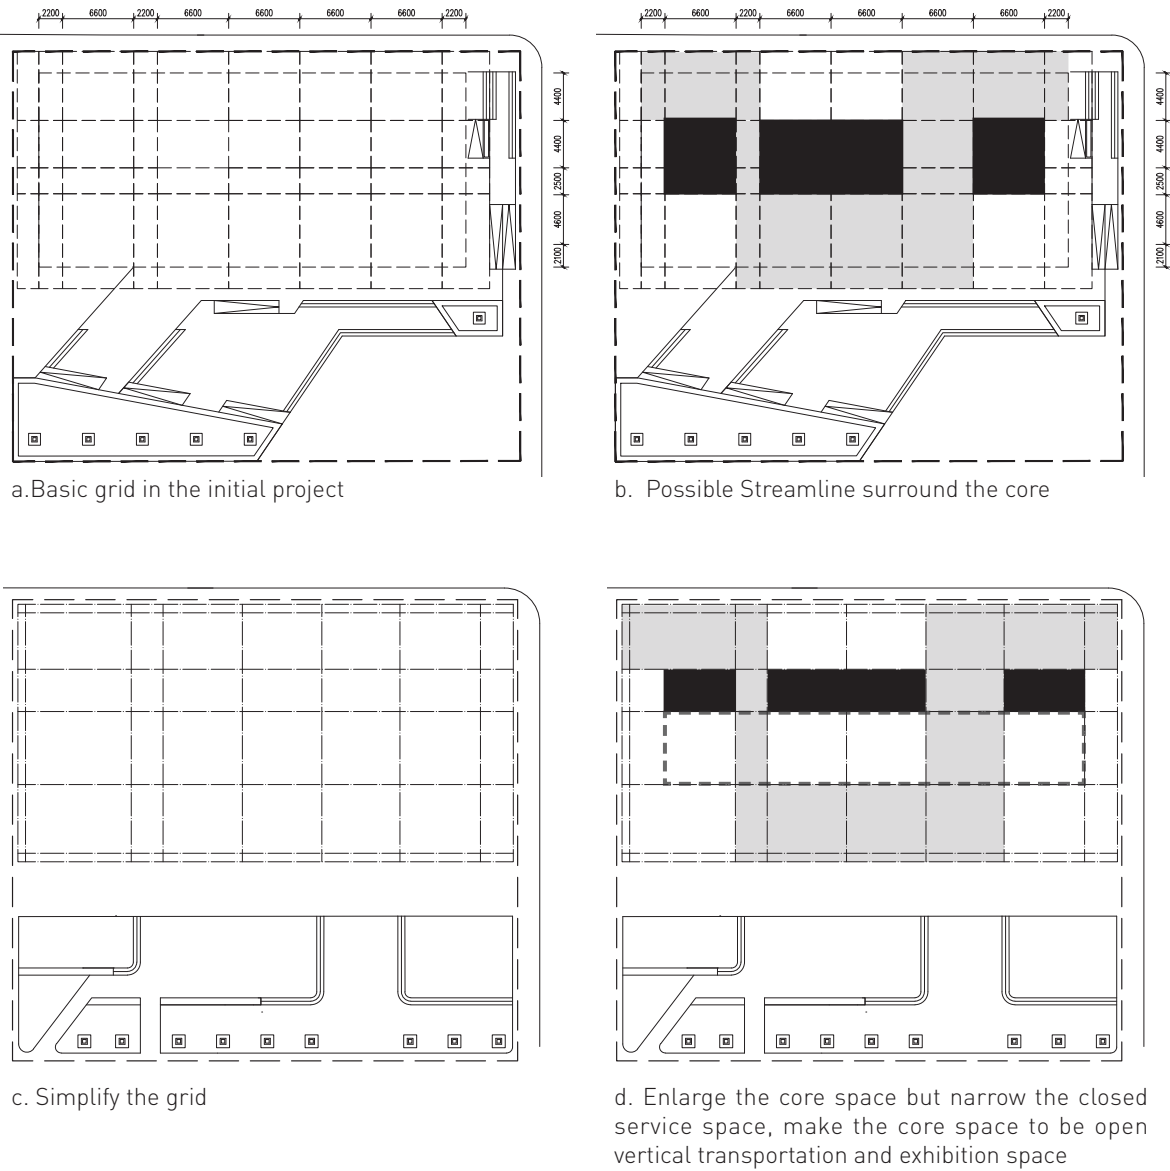 2200 6600 2200 6600 6600 6600 2200
2200 6600 2200 6600 6600 6600 2200
4400
4400
2500
4600
2100
4400
4400
2500
4600
2100
a.Basic grid in the initial project
b. Possible Streamline surround the core
c. Simplify the grid
d. Enlarge the core space but narrow the closed
service space, make the core space to be open
vertical transportation and exhibition space